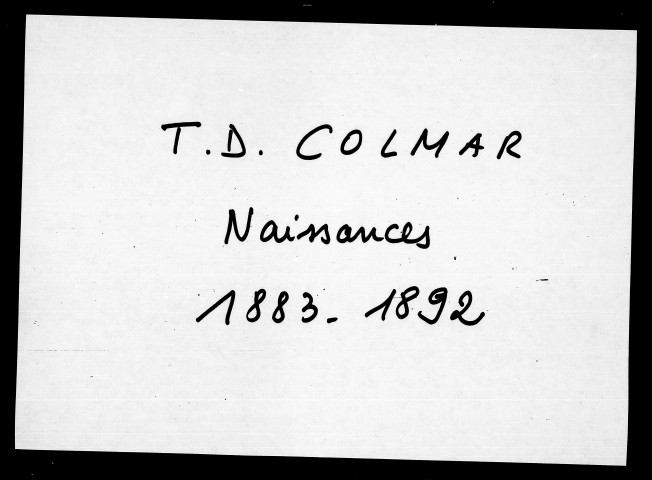 T.D. COLMAR
Naissances
1883-1892